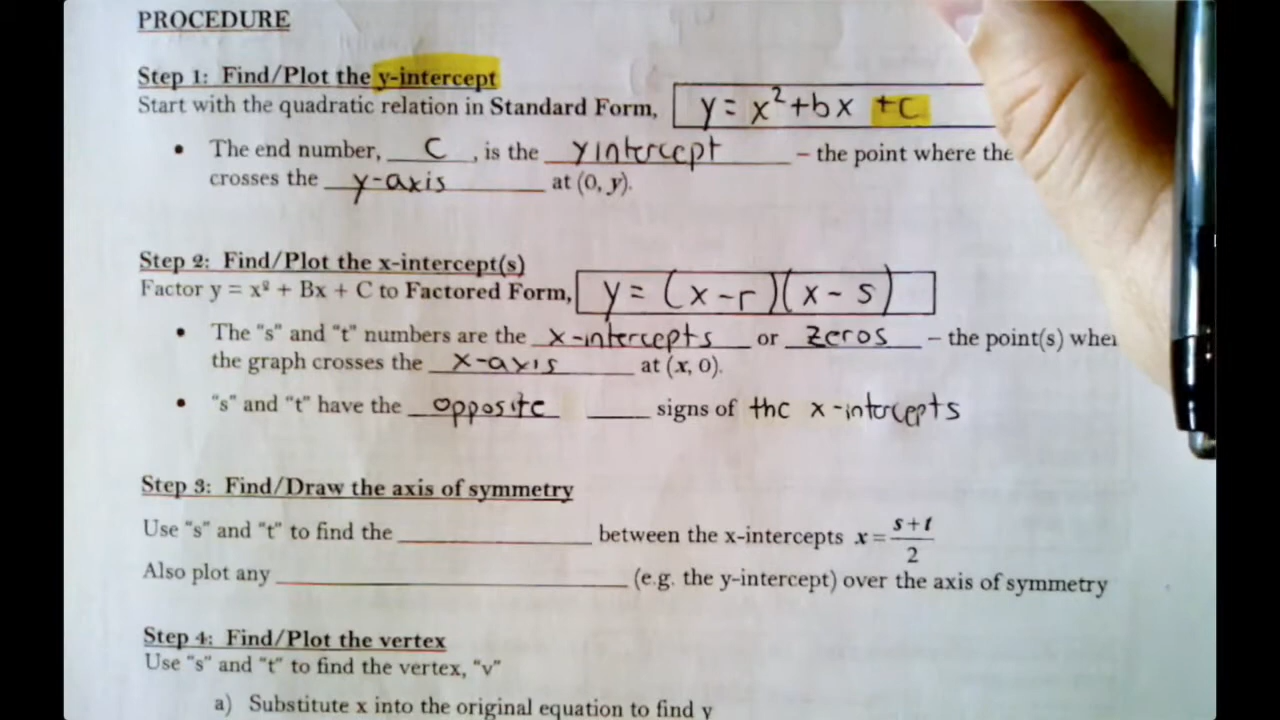 PROCEDURE
Step 1: Find/Plot the y-intercept
Start with the quadratic relation in Standard Form, y = x² + bx + c
• The end number, C, is the y intercept – the point where the
crosses the y-axis at (0, y).
Step 2: Find/Plot the x-intercept(s)
Factor y = x² + Bx + C to Factored Form, y = (x - r)(x - s)
• The "s" and "t" numbers are the x-intercepts or zeros – the point(s) wher
the graph crosses the x-axis at (x, 0).
• "s" and "t" have the opposite ____ signs of the x-intercepts
Step 3: Find/Draw the axis of symmetry
Use "s" and "t" to find the ____ between the x-intercepts x = s+t / 2
Also plot any ____ (e.g. the y-intercept) over the axis of symmetry
Step 4: Find/Plot the vertex
Use "s" and "t" to find the vertex, "v"
a) Substitute x into the original equation to find y